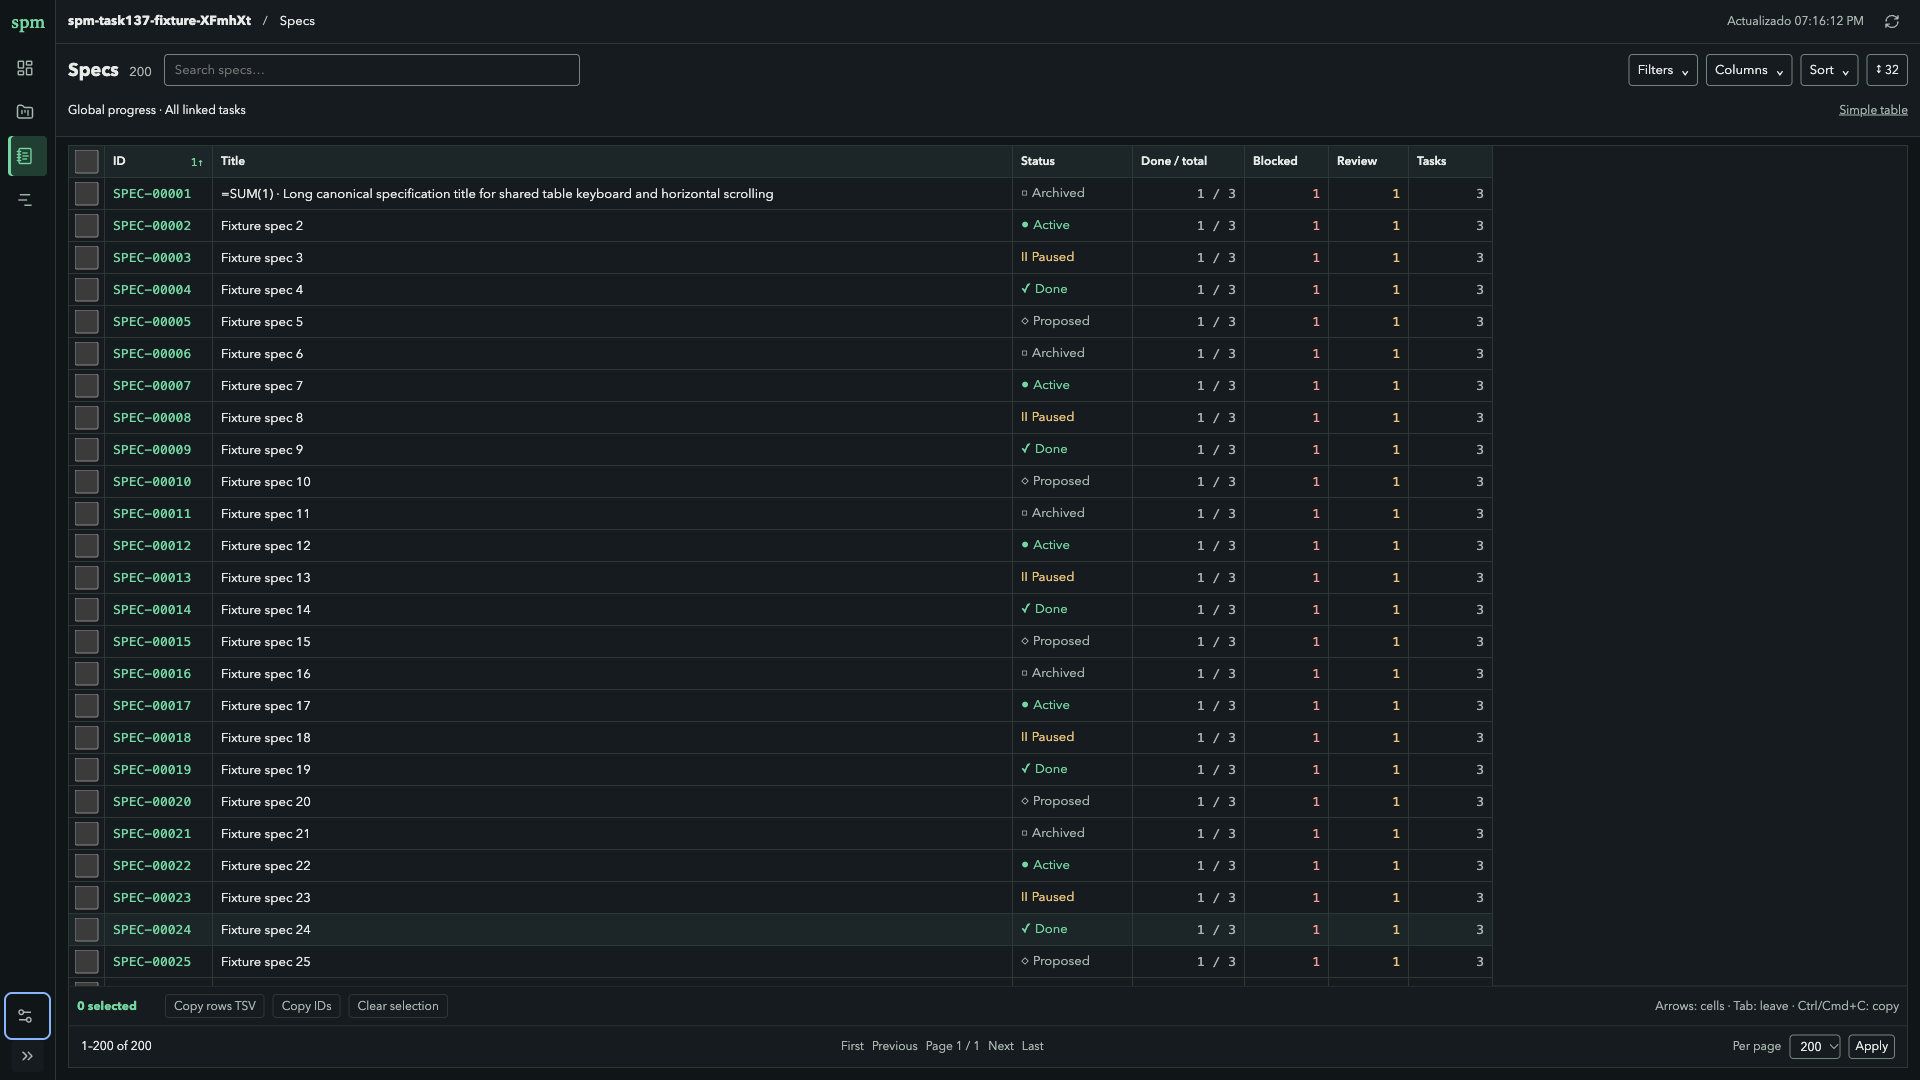 spm
spm-task137-fixture-XFmhXt / Specs
Actualizado 07:16:12 PM
Specs 200
Search specs...
Filters
Columns
Sort
↕ 32
Global progress · All linked tasks
Simple table
ID 1↑ Title Status Done / total Blocked Review Tasks
SPEC-00001 =SUM(1) · Long canonical specification title for shared table keyboard and horizontal scrolling Archived 1 / 3 1 1 3
SPEC-00002 Fixture spec 2 Active 1 / 3 1 1 3
SPEC-00003 Fixture spec 3 Paused 1 / 3 1 1 3
SPEC-00004 Fixture spec 4 ✓ Done 1 / 3 1 1 3
SPEC-00005 Fixture spec 5 Proposed 1 / 3 1 1 3
SPEC-00006 Fixture spec 6 Archived 1 / 3 1 1 3
SPEC-00007 Fixture spec 7 Active 1 / 3 1 1 3
SPEC-00008 Fixture spec 8 Paused 1 / 3 1 1 3
SPEC-00009 Fixture spec 9 ✓ Done 1 / 3 1 1 3
SPEC-00010 Fixture spec 10 Proposed 1 / 3 1 1 3
SPEC-00011 Fixture spec 11 Archived 1 / 3 1 1 3
SPEC-00012 Fixture spec 12 Active 1 / 3 1 1 3
SPEC-00013 Fixture spec 13 Paused 1 / 3 1 1 3
SPEC-00014 Fixture spec 14 ✓ Done 1 / 3 1 1 3
SPEC-00015 Fixture spec 15 Proposed 1 / 3 1 1 3
SPEC-00016 Fixture spec 16 Archived 1 / 3 1 1 3
SPEC-00017 Fixture spec 17 Active 1 / 3 1 1 3
SPEC-00018 Fixture spec 18 Paused 1 / 3 1 1 3
SPEC-00019 Fixture spec 19 ✓ Done 1 / 3 1 1 3
SPEC-00020 Fixture spec 20 Proposed 1 / 3 1 1 3
SPEC-00021 Fixture spec 21 Archived 1 / 3 1 1 3
SPEC-00022 Fixture spec 22 Active 1 / 3 1 1 3
SPEC-00023 Fixture spec 23 Paused 1 / 3 1 1 3
SPEC-00024 Fixture spec 24 ✓ Done 1 / 3 1 1 3
SPEC-00025 Fixture spec 25 Proposed 1 / 3 1 1 3
0 selected Copy rows TSV Copy IDs Clear selection Arrows: cells · Tab: leave · Ctrl/Cmd+C: copy
1–200 of 200 First Previous Page 1 / 1 Next Last Per page 200 Apply